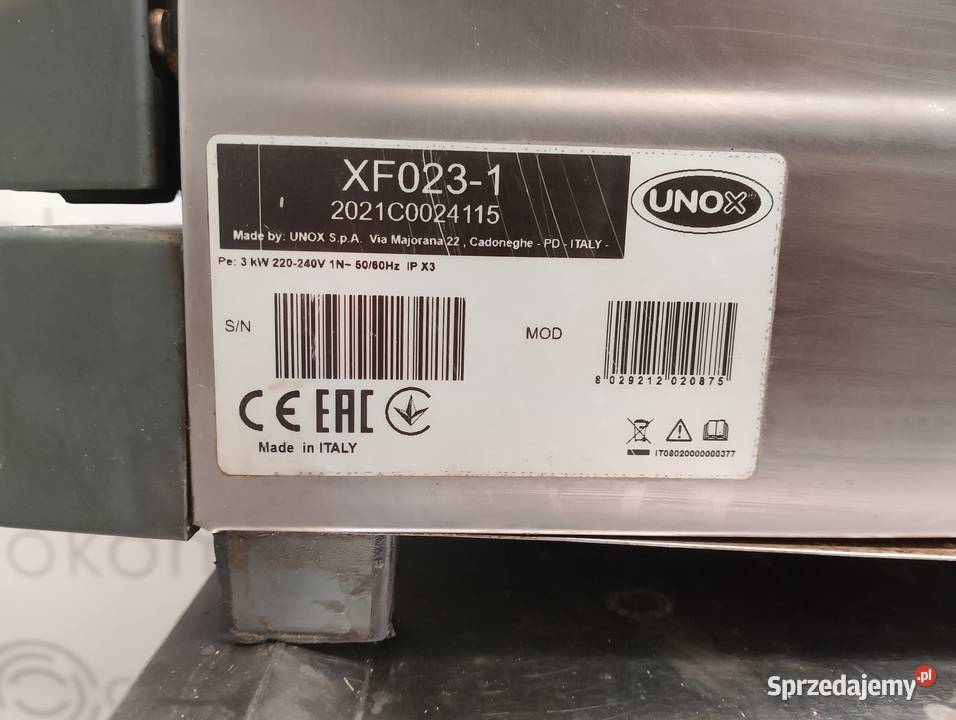 XF023-1
2021C0024115
Made by: UNOX S.p.A. Via Majorana 22 , Cadoneghe - PD - ITALY -
UNOX
Pe: 3 kW 220-240V 1N~ 50/60Hz IP X3
S/N
MOD
8 029212 020875
CE EAC
Made in ITALY
IT08020000000377
Sprzedajemy.pl